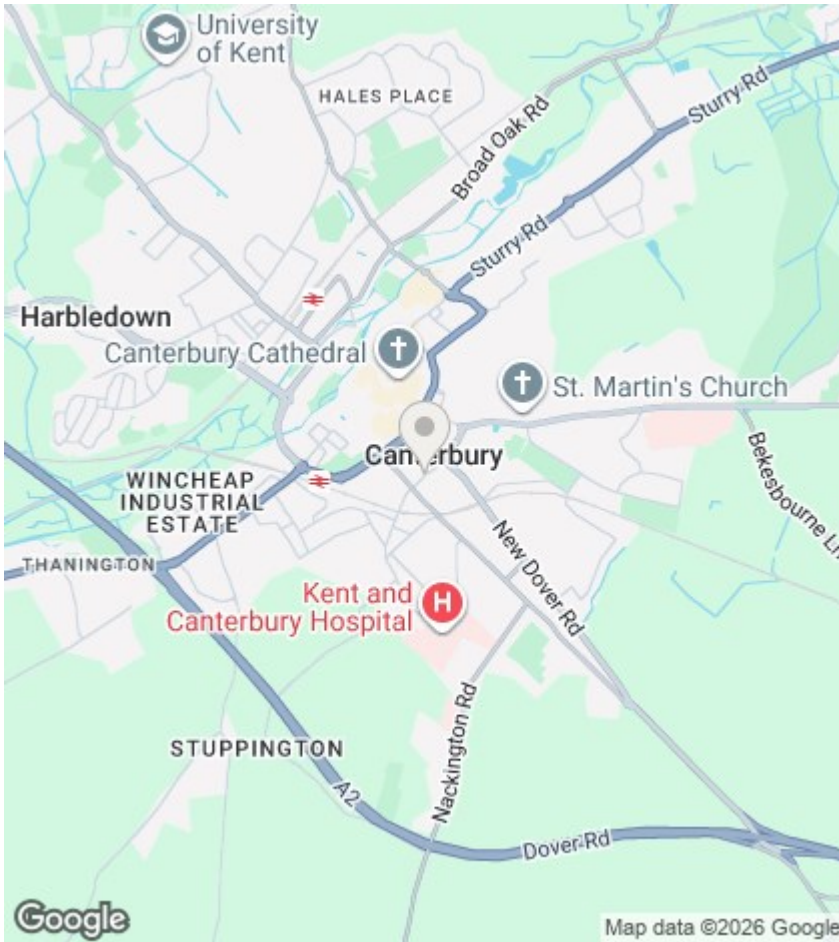 University
of Kent
HALES PLACE
Broad Oak Rd
Sturry Rd
Sturry Rd
Harbledown
Canterbury Cathedral
St. Martin's Church
Canterbury
WINCHEAP
INDUSTRIAL
ESTATE
Bekesbourne Ln
THANINGTON
New Dover Rd
Kent and
Canterbury Hospital
H
Nackington Rd
STUPPINGTON
A2
Dover Rd
Google
Map data ©2026 Google